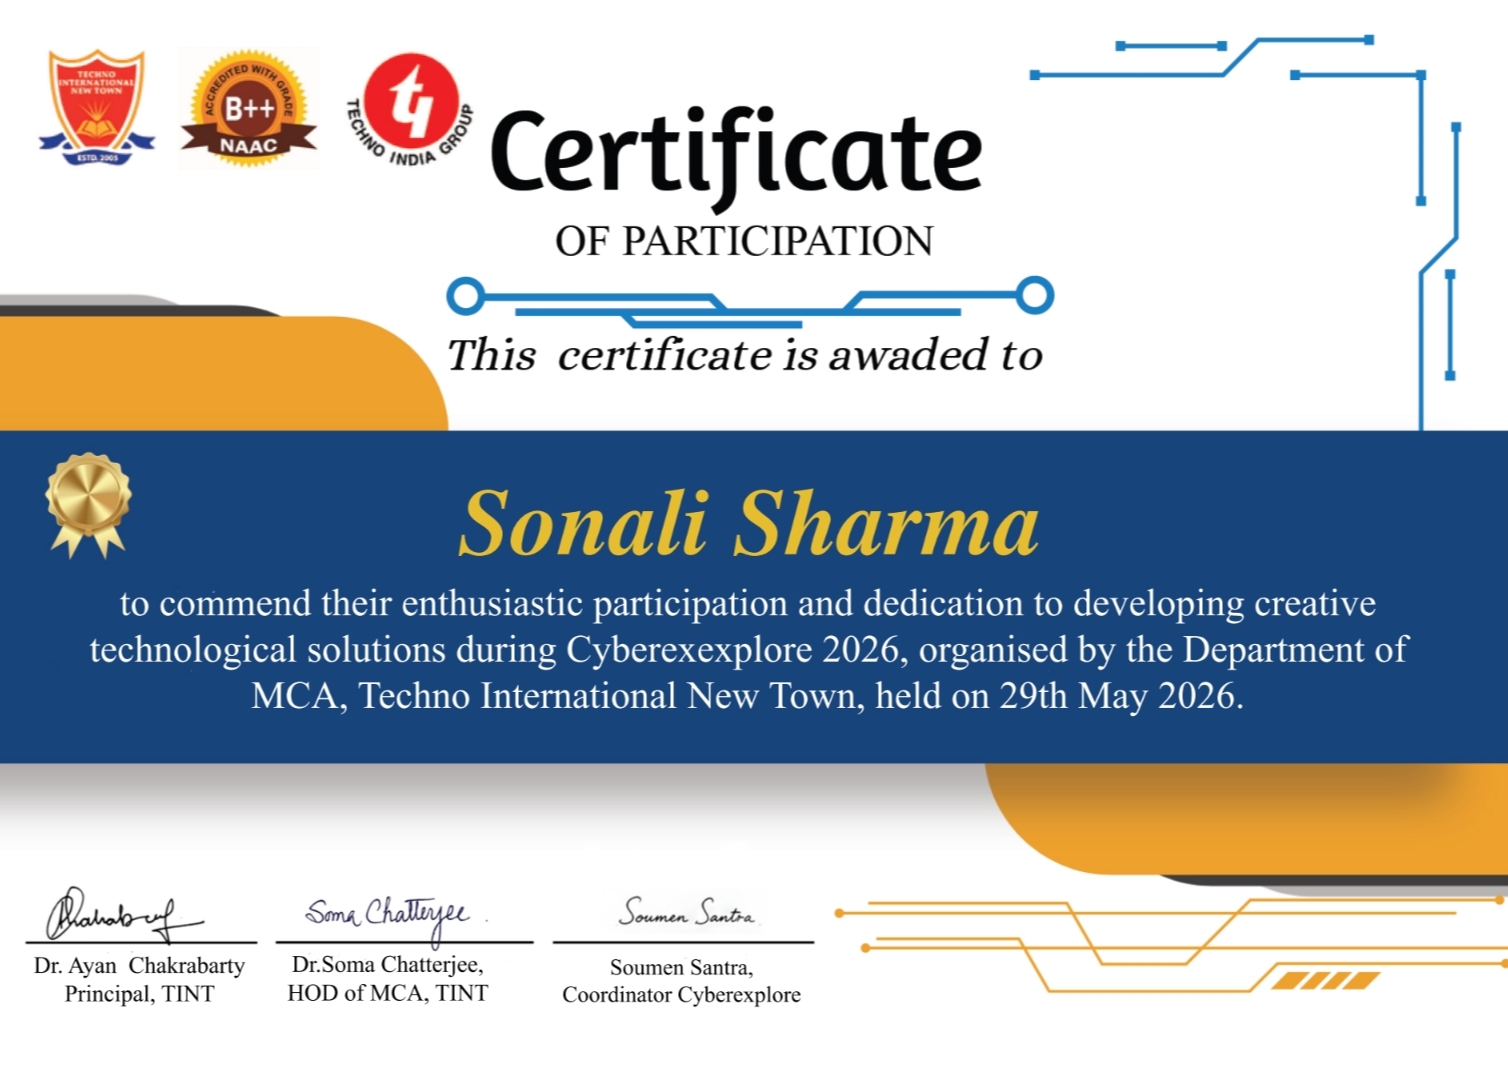 TECHNO
INTERNATIONAL
NEW TOWN
ESTD. 2005
ACCREDITED WITH GRADE
B++
NAAC
TECHNO INDIA GROUP
Certificate
OF PARTICIPATION
This certificate is awaded to
Sonali Sharma
to commend their enthusiastic participation and dedication to developing creative
technological solutions during Cyberexexplore 2026, organised by the Department of
MCA, Techno International New Town, held on 29th May 2026.
Soma Chatterjee
Soumen Santra
Dr. Ayan Chakrabarty
Principal, TINT
Dr.Soma Chatterjee,
HOD of MCA, TINT
Soumen Santra,
Coordinator Cyberexplore